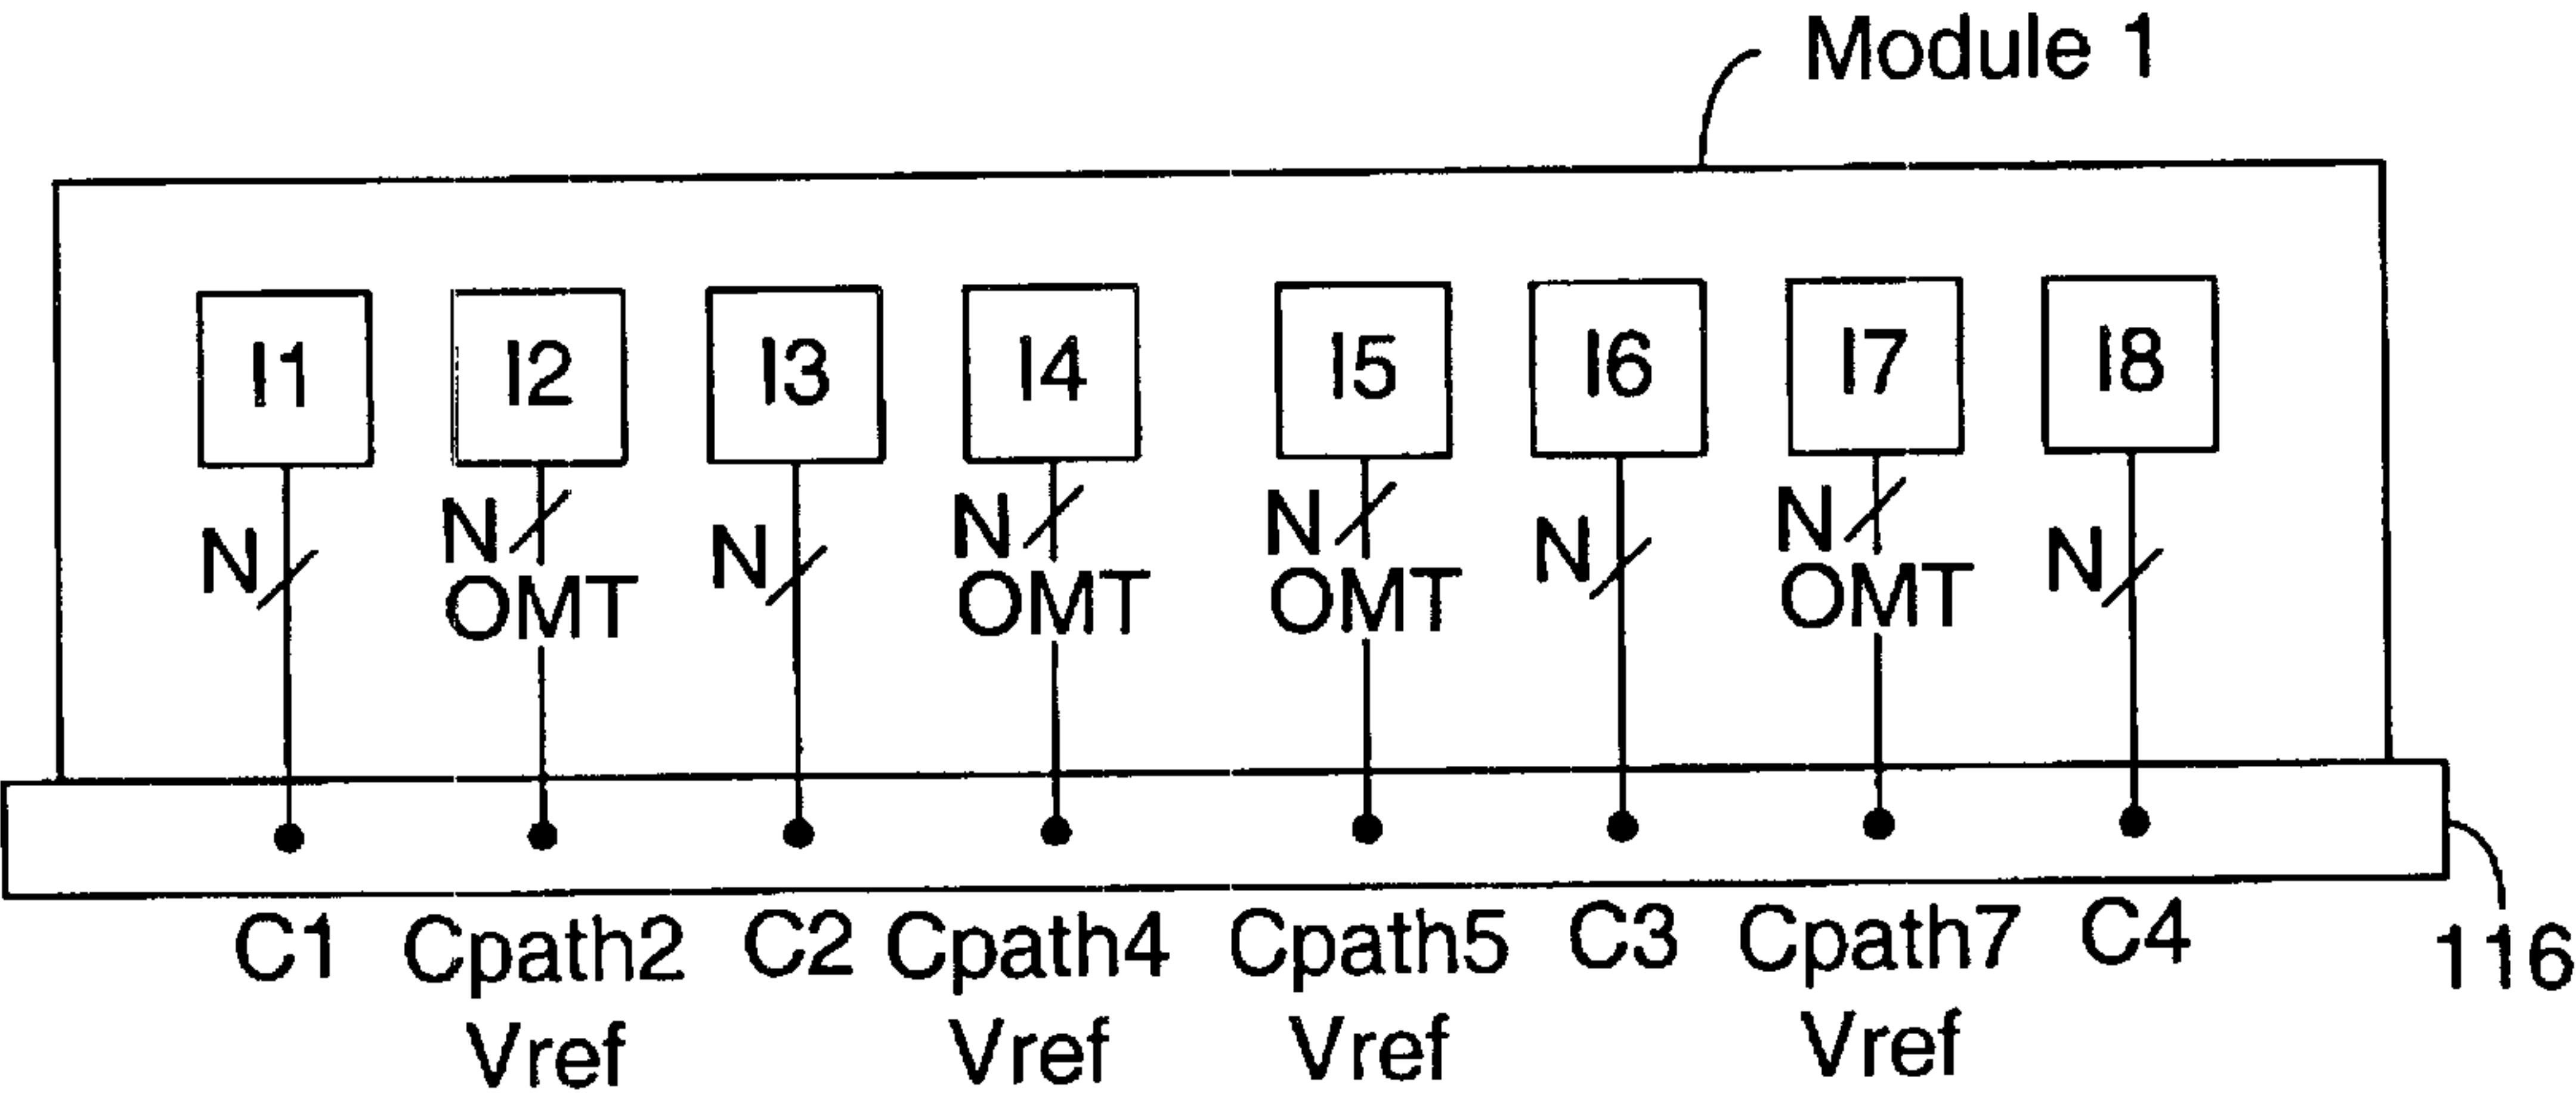 Module 1
I1 I2 I3 I4 I5 I6 I7 I8
N N N N N N N N
OMT OMT OMT OMT
C1 Cpath2 C2 Cpath4 Cpath5 C3 Cpath7 C4 116
Vref Vref Vref Vref